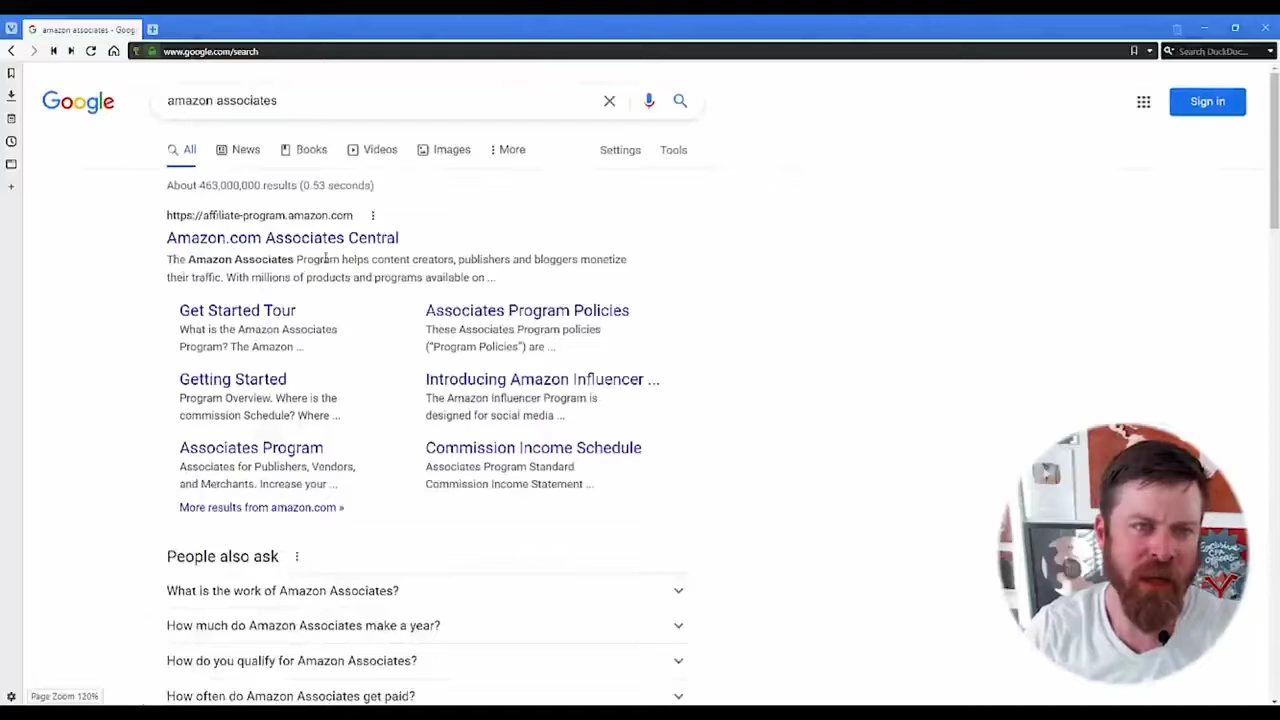 amazon associates - Goog
www.google.com/search
Search DuckDuc...
Google
amazon associates
Sign in
All
News
Books
Videos
Images
More
Settings
Tools
About 463,000,000 results (0.53 seconds)
https://affiliate-program.amazon.com
Amazon.com Associates Central
The Amazon Associates Program helps content creators, publishers and bloggers monetize
their traffic. With millions of products and programs available on ...
Get Started Tour
What is the Amazon Associates
Program? The Amazon ...
Associates Program Policies
These Associates Program policies
("Program Policies") are ...
Getting Started
Program Overview. Where is the
commission Schedule? Where ...
Introducing Amazon Influencer ...
The Amazon Influencer Program is
designed for social media ...
Associates Program
Associates for Publishers, Vendors,
and Merchants. Increase your ...
Commission Income Schedule
Associates Program Standard
Commission Income Statement ...
More results from amazon.com »
People also ask
What is the work of Amazon Associates?
How much do Amazon Associates make a year?
How do you qualify for Amazon Associates?
How often do Amazon Associates get paid?
Page Zoom 120%